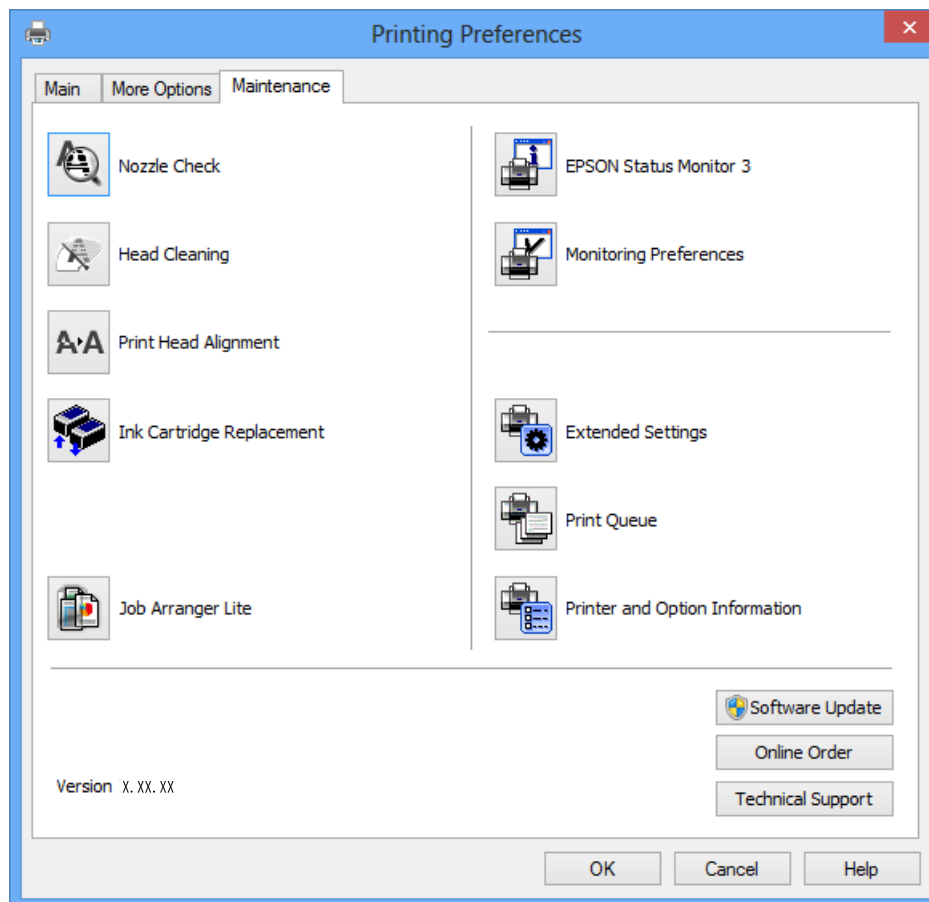 Printing Preferences
Main
More Options
Maintenance
Nozzle Check
Head Cleaning
A·A Print Head Alignment
Ink Cartridge Replacement
Job Arranger Lite
EPSON Status Monitor 3
Monitoring Preferences
Extended Settings
Print Queue
Printer and Option Information
Software Update
Online Order
Version X.XX.XX
Technical Support
OK
Cancel
Help